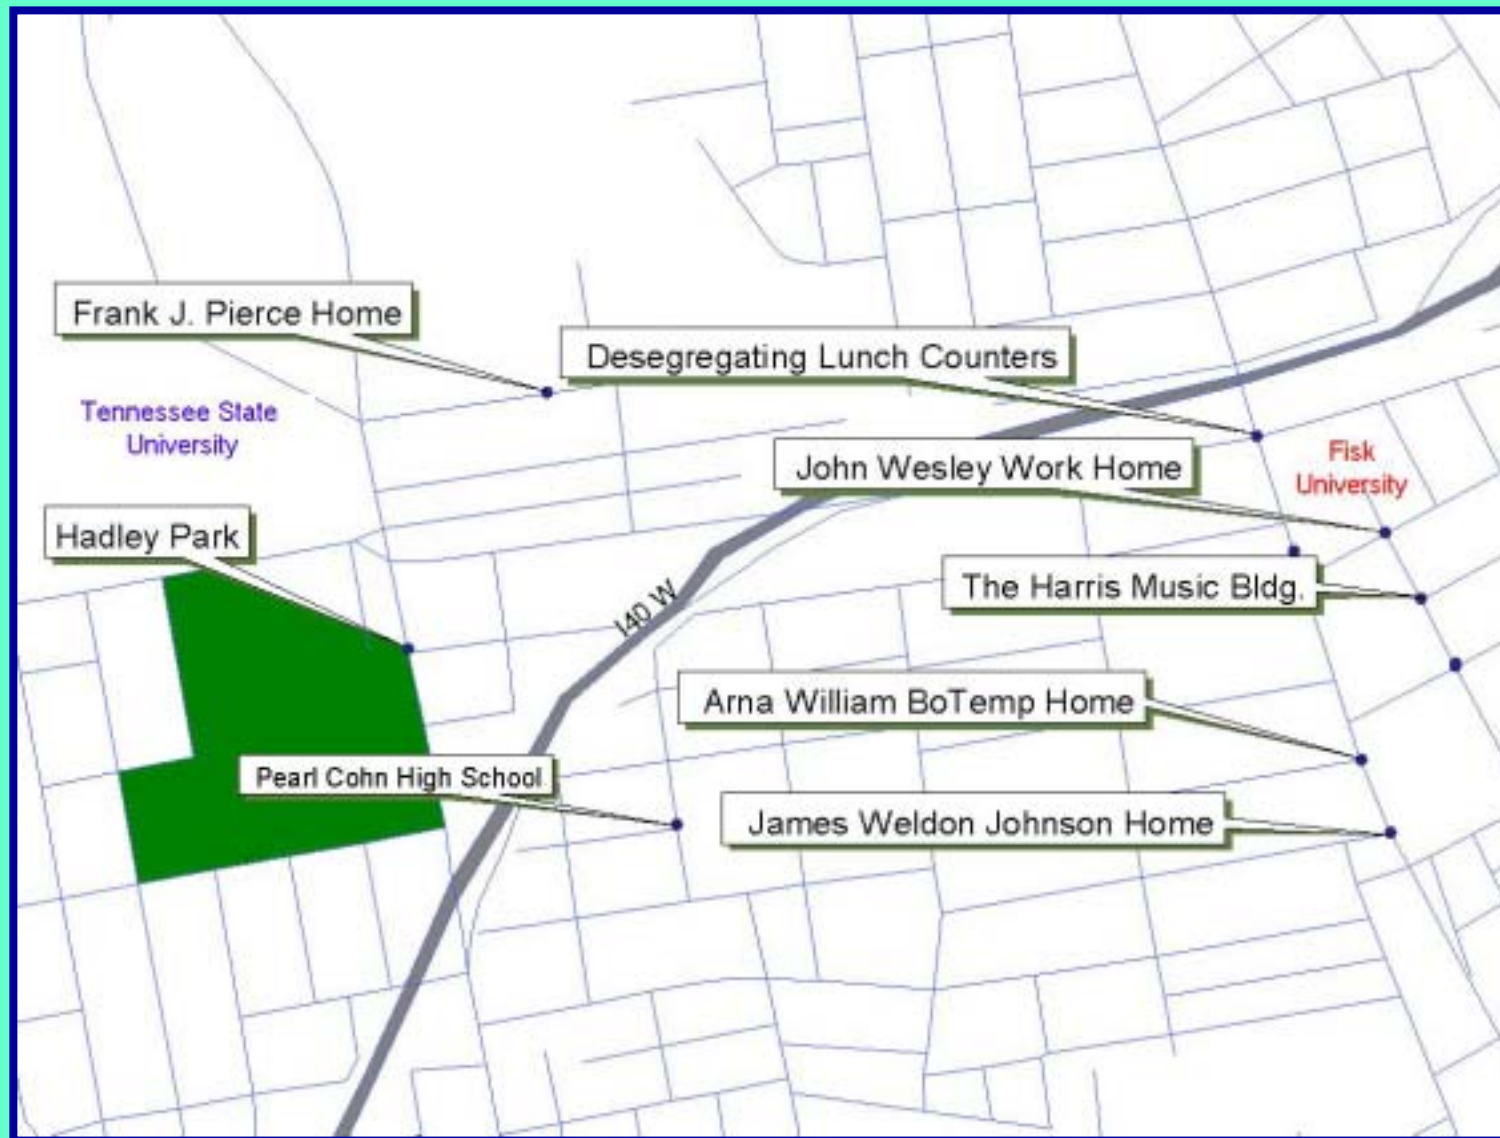 Frank J. Pierce Home
Desegregating Lunch Counters
Tennessee State
University
Fisk
University
John Wesley Work Home
Hadley Park
The Harris Music Bldg.
I40 W
Arna William BoTemp Home
Pearl Cohn High School
James Weldon Johnson Home